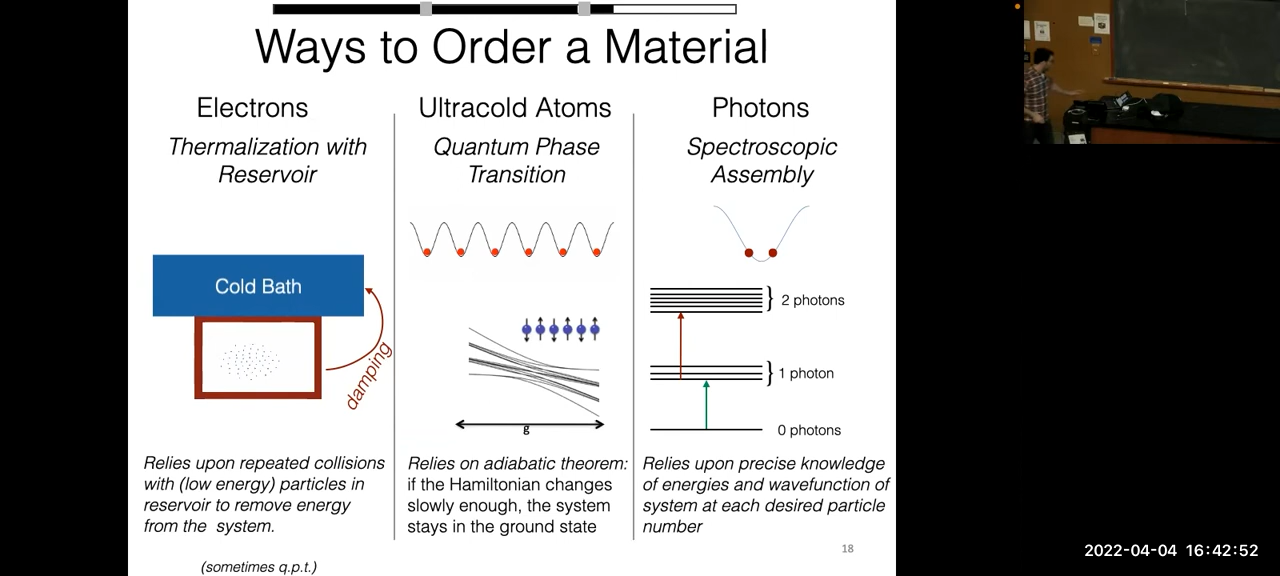 Ways to Order a Material
Electrons
Thermalization with
Reservoir
Cold Bath
damping
Relies upon repeated collisions
with (low energy) particles in
reservoir to remove energy
from the system.
(sometimes q.p.t.)
Ultracold Atoms
Quantum Phase
Transition
g
Relies on adiabatic theorem:
if the Hamiltonian changes
slowly enough, the system
stays in the ground state
Photons
Spectroscopic
Assembly
2 photons
1 photon
0 photons
Relies upon precise knowledge
of energies and wavefunction of
system at each desired particle
number
18
2022-04-04 16:42:52